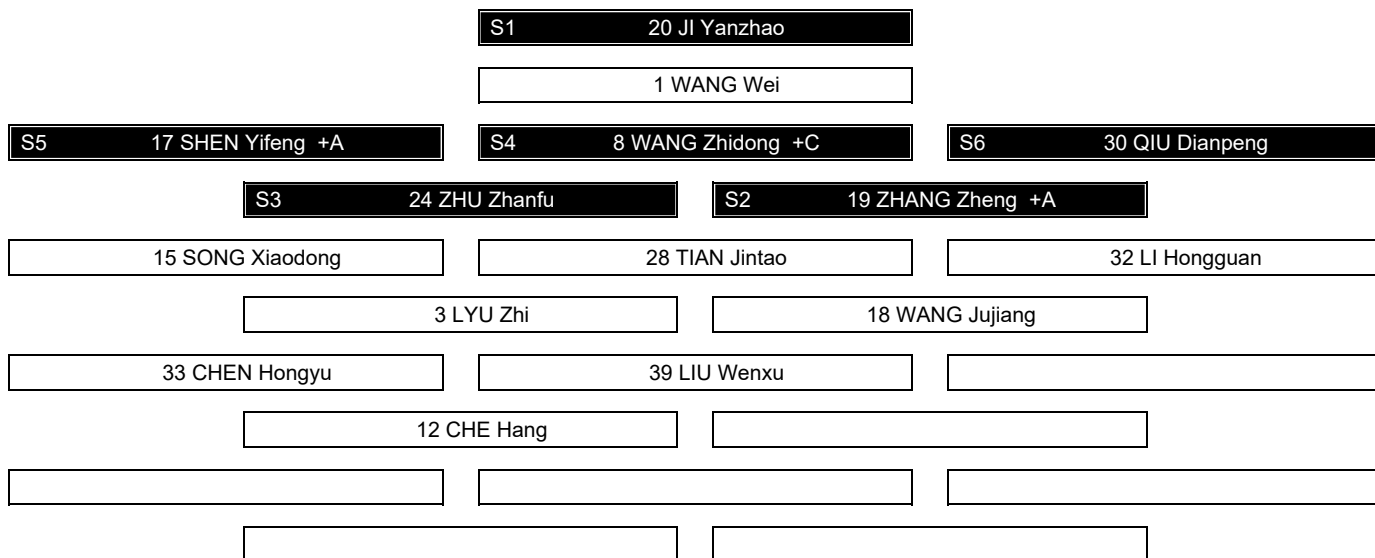 S1 20 JI Yanzhao
1 WANG Wei
S5 17 SHEN Yifeng +A S4 8 WANG Zhidong +C S6 30 QIU Dianpeng
S3 24 ZHU Zhanfu S2 19 ZHANG Zheng +A
15 SONG Xiaodong 28 TIAN Jintao 32 LI Hongguan
3 LYU Zhi 18 WANG Jujiang
33 CHEN Hongyu 39 LIU Wenxu
12 CHE Hang